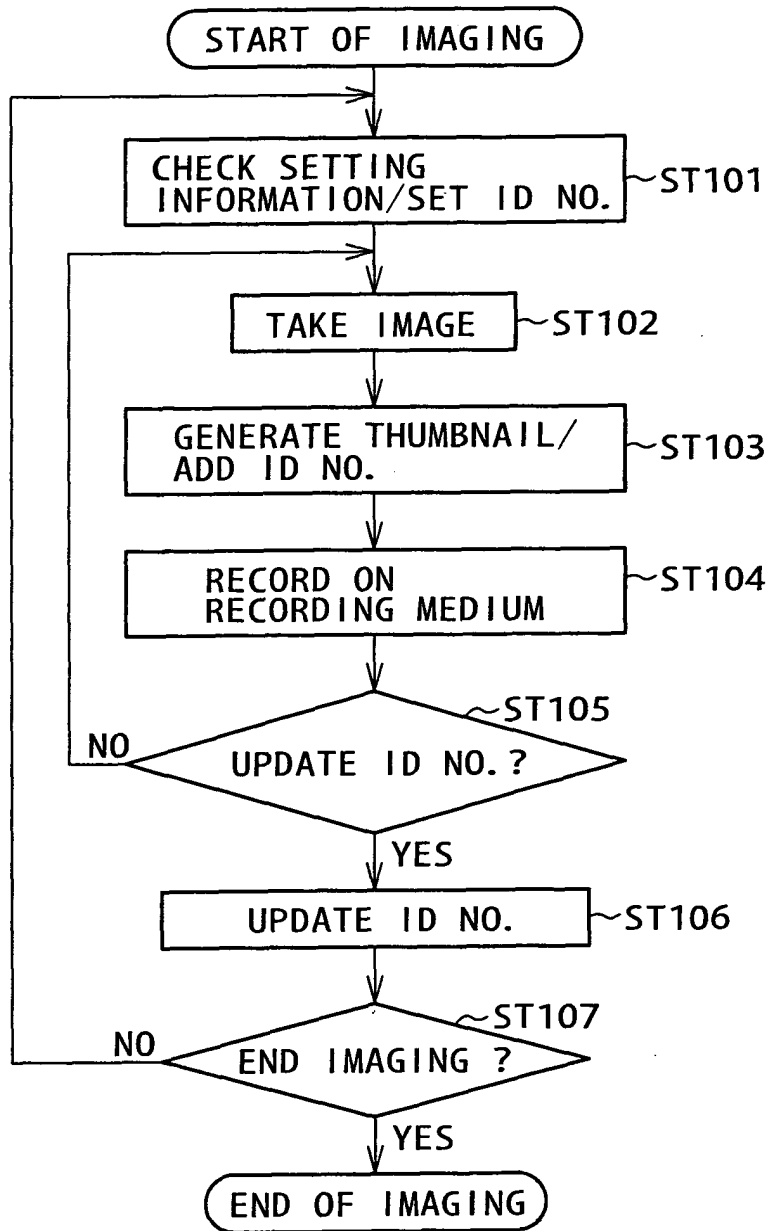 START OF IMAGING
CHECK SETTING
INFORMATION/SET ID NO.
ST101
TAKE IMAGE
ST102
GENERATE THUMBNAIL/
ADD ID NO.
ST103
RECORD ON
RECORDING MEDIUM
ST104
ST105
NO
UPDATE ID NO.?
YES
UPDATE ID NO.
ST106
ST107
NO
END IMAGING ?
YES
END OF IMAGING